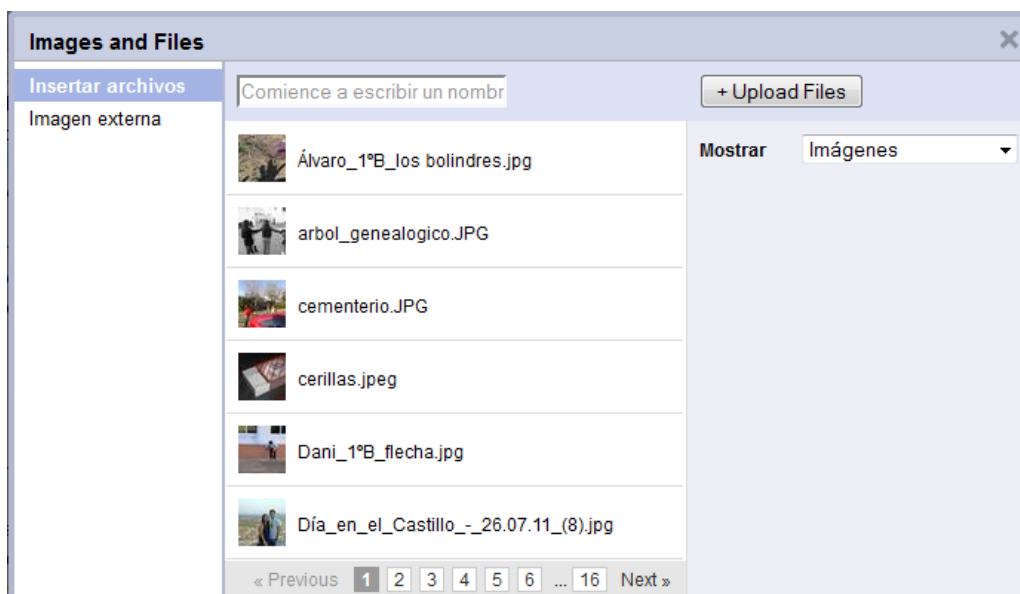 Images and Files
Insertar archivos
Imagen externa
Comience a escribir un nombr
+ Upload Files
Mostrar Imágenes
Álvaro_1ºB_los bolindres.jpg
arbol_genealogico.JPG
cementerio.JPG
cerillas.jpeg
Dani_1ºB_flecha.jpg
Día_en_el_Castillo_-_26.07.11_(8).jpg
« Previous 1 2 3 4 5 6 ... 16 Next »